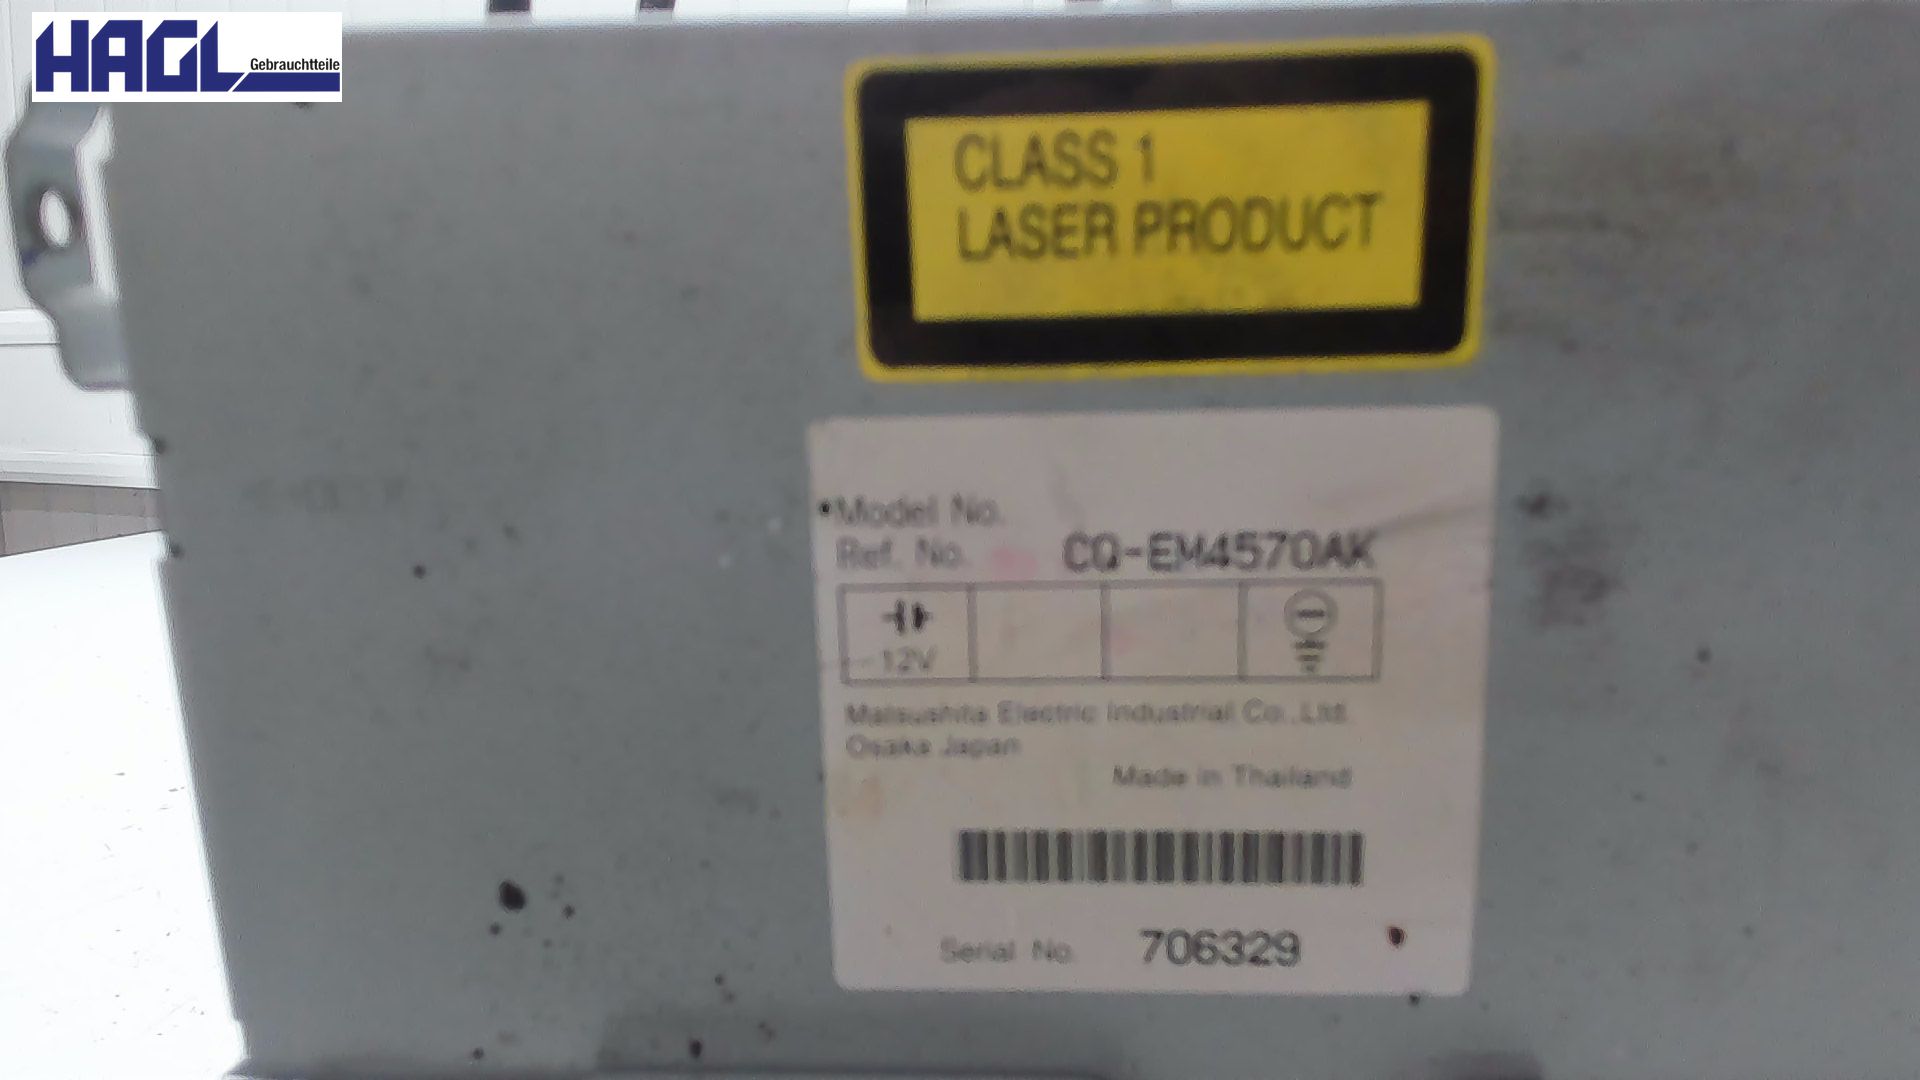 HAGL Gebrauchtteile
CLASS 1
LASER PRODUCT
Model No.
Ref. No. CQ-EM4570AK
12V
Matsushita Electric Industrial Co.,Ltd.
Osaka Japan
Made in Thailand
Serial No. 706329